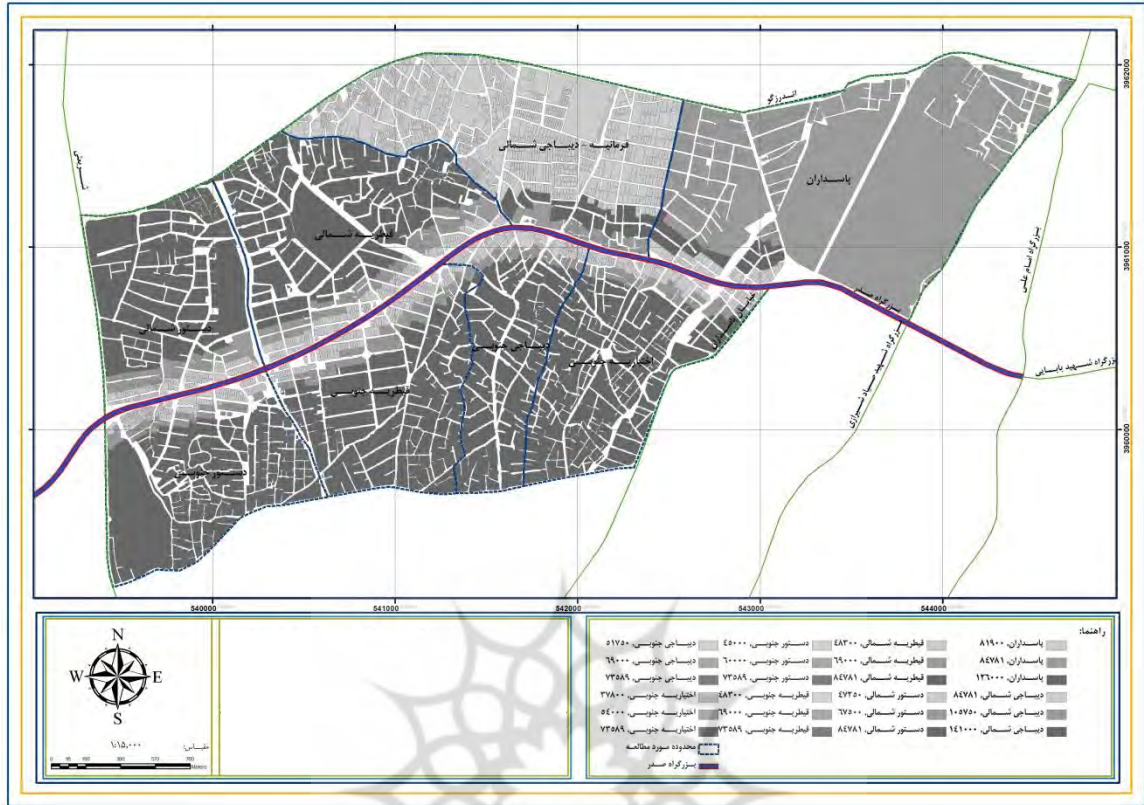 3962000
3961000
3960000
540000
541000
542000
543000
544000
اندرزگو
فرمانیه - دیباجی شمالی
پاسداران
قیطریه شمالی
دستور شمالی
دیباجی جنوبی
اختیاریه جنوبی
قیطریه جنوبی
دستور جنوبی
خیابان پاسداران
بزرگراه صدر
بزرگراه شهید صیاد شیرازی
بزرگراه امام علی
بزرگراه شهید بابایی
N
W E
S
مقیاس:
۱:۱۵,۰۰۰
راهنما:
پاسداران, ۸۱۹۰۰
پاسداران, ۸۴۷۸۱
پاسداران, ۱۲۶۰۰۰
دیباجی شمالی, ۸۴۷۸۱
دیباجی شمالی, ۱۰۵۷۵۰
دیباجی شمالی, ۱۴۱۰۰۰
قیطریه شمالی, ۴۸۳۰۰
قیطریه شمالی, ۶۹۰۰۰
قیطریه شمالی, ۸۴۷۸۱
دستور شمالی, ۴۷۲۵۰
دستور شمالی, ۶۷۵۰۰
دستور شمالی, ۸۴۷۸۱
دستور جنوبی, ۴۵۰۰۰
دستور جنوبی, ۶۰۰۰۰
دستور جنوبی, ۷۳۵۸۹
قیطریه جنوبی, ۴۸۳۰۰
قیطریه جنوبی, ۶۹۰۰۰
قیطریه جنوبی, ۷۳۵۸۹
دیباجی جنوبی, ۵۱۷۵۰
دیباجی جنوبی, ۶۹۰۰۰
دیباجی جنوبی, ۷۳۵۸۹
اختیاریه جنوبی, ۳۷۸۰۰
اختیاریه جنوبی, ۵۴۰۰۰
اختیاریه جنوبی, ۷۳۵۸۹
محدوده مورد مطالعه
بزرگراه صدر